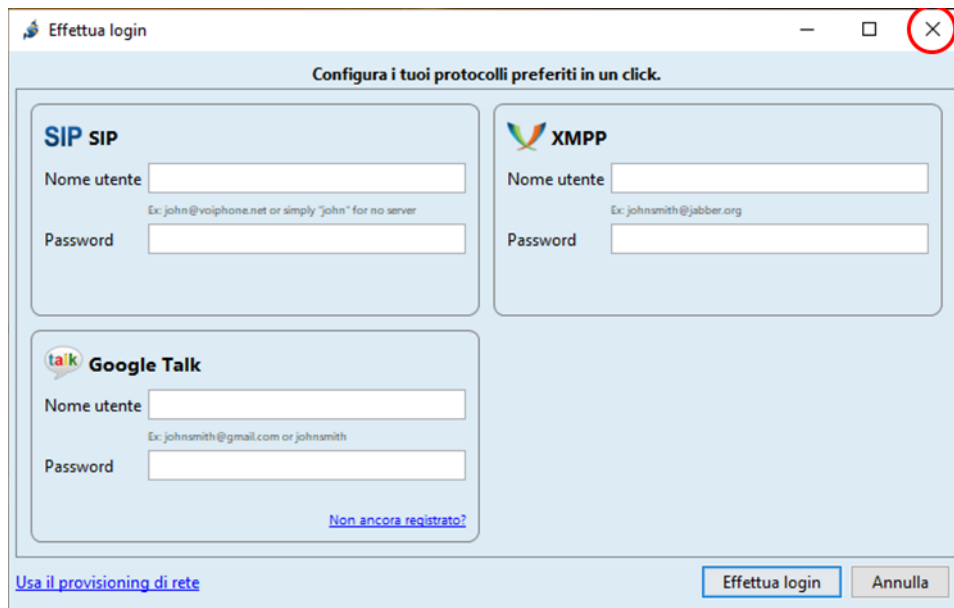 Effettua login
Configura i tuoi protocolli preferiti in un click.
SIP SIP
Nome utente
Ex: john@voiphone.net or simply "john" for no server
Password
XMPP
Nome utente
Ex: johnsmith@jabber.org
Password
talk Google Talk
Nome utente
Ex: johnsmith@gmail.com or johnsmith
Password
Non ancora registrato?
Usa il provisioning di rete
Effettua login
Annulla